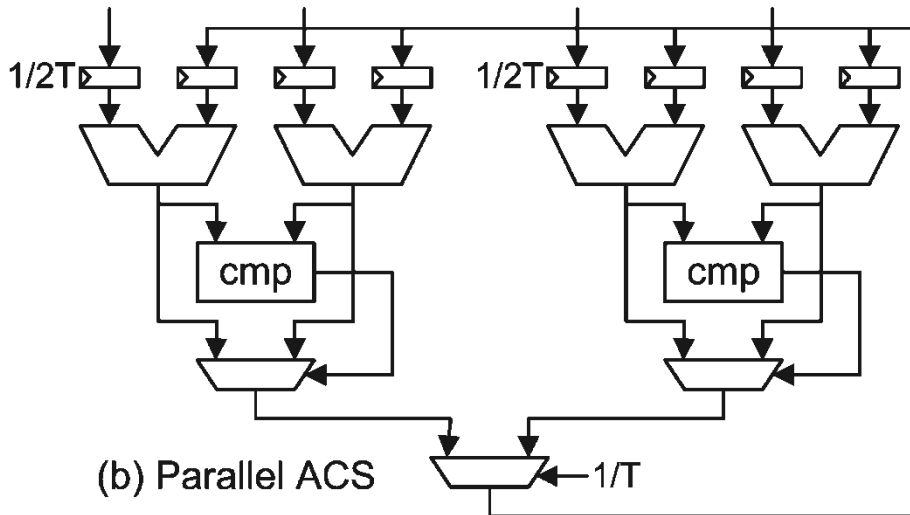 1/2T
1/2T
cmp
cmp
(b) Parallel ACS
1/T